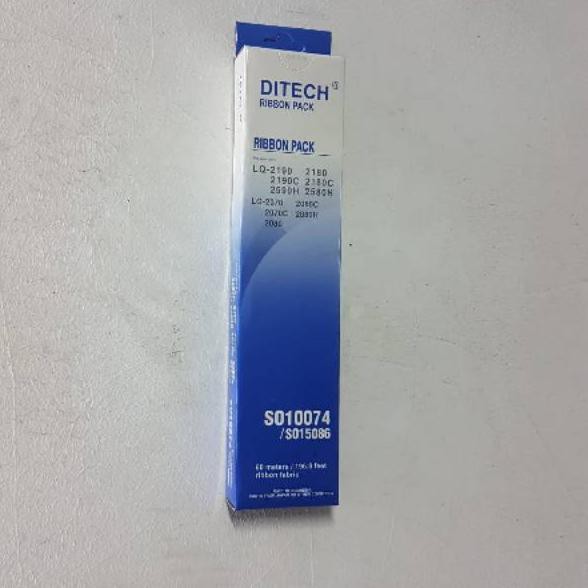 DITECH ®
RIBBON PACK
RIBBON PACK
LQ-2190 2180
2190C 2180C
2590H 2580H
LQ-2070 2080C
2070C 2080H
2080
S010074
/S015086
60 meters / 196.8 feet
ribbon fabric